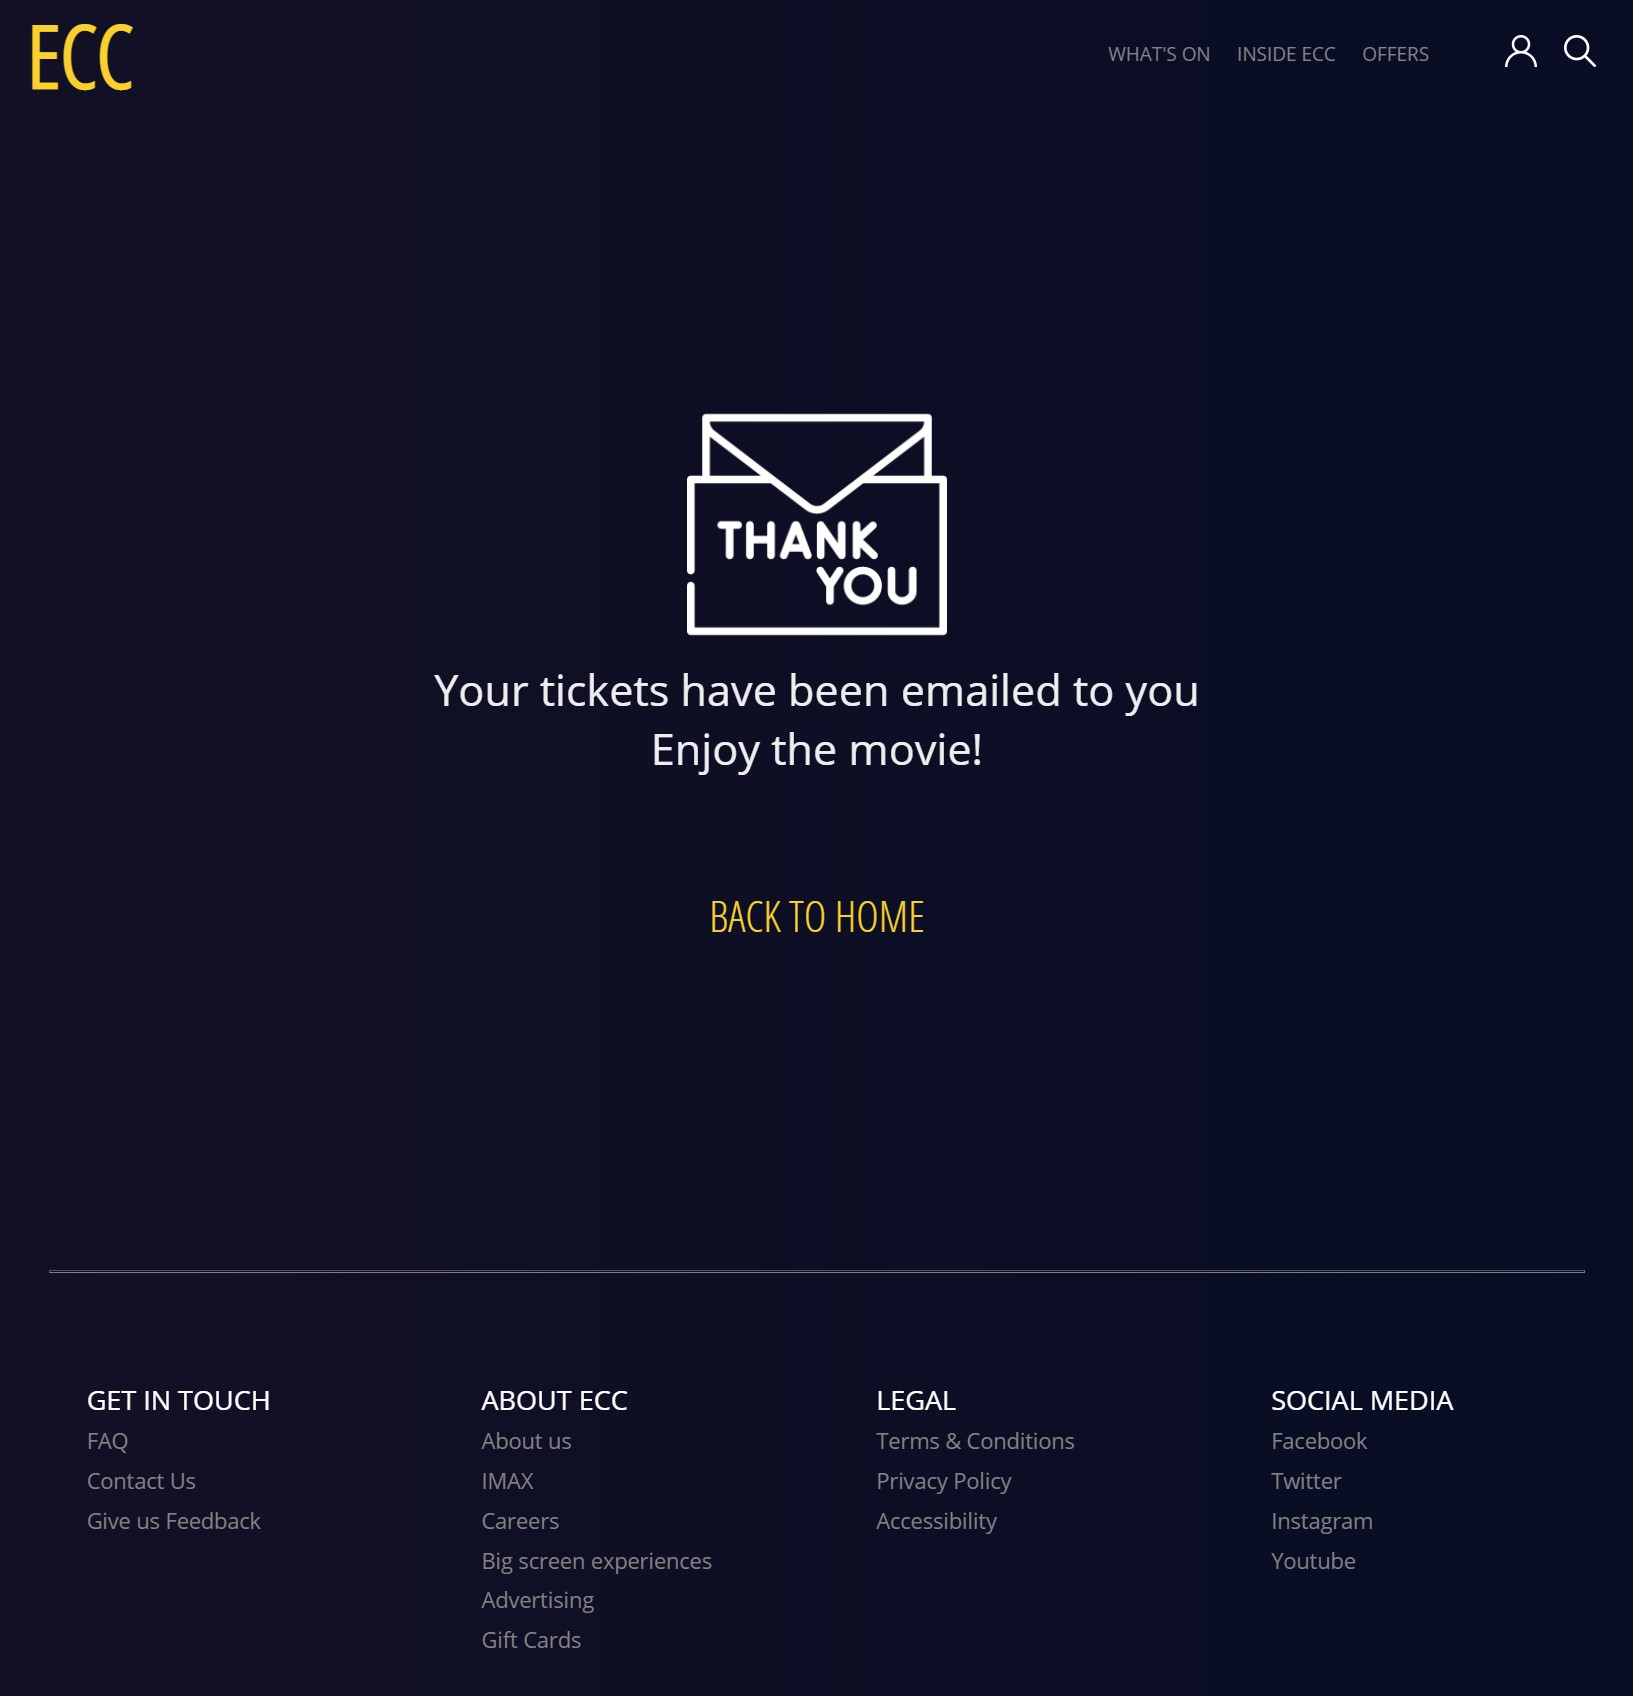 ECC
WHAT'S ON INSIDE ECC OFFERS
THANK
YOU
Your tickets have been emailed to you
Enjoy the movie!
BACK TO HOME
GET IN TOUCH
FAQ
Contact Us
Give us Feedback
ABOUT ECC
About us
IMAX
Careers
Big screen experiences
Advertising
Gift Cards
LEGAL
Terms & Conditions
Privacy Policy
Accessibility
SOCIAL MEDIA
Facebook
Twitter
Instagram
Youtube